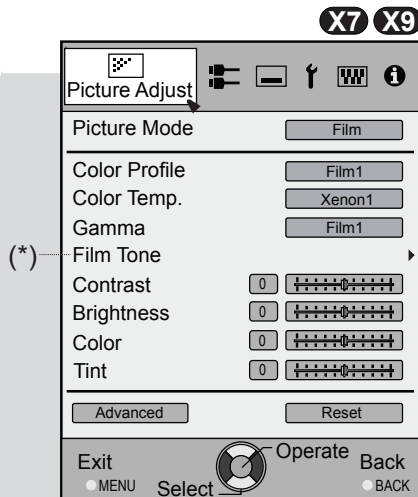 X7 X9
Picture Adjust
Picture Mode Film
Color Profile Film1
Color Temp. Xenon1
Gamma Film1
(*) Film Tone
Contrast 0
Brightness 0
Color 0
Tint 0
Advanced Reset
Exit Operate Back
MENU Select BACK